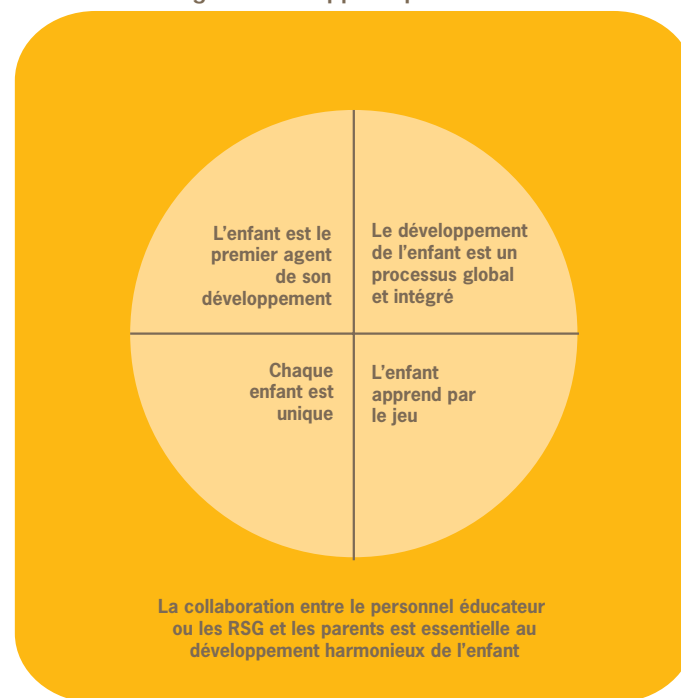 L'enfant est le
premier agent
de son
développement
Le développement
de l'enfant est un
processus global
et intégré
Chaque
enfant est
unique
L'enfant
apprend par
le jeu
La collaboration entre le personnel éducateur
ou les RSG et les parents est essentielle au
développement harmonieux de l'enfant